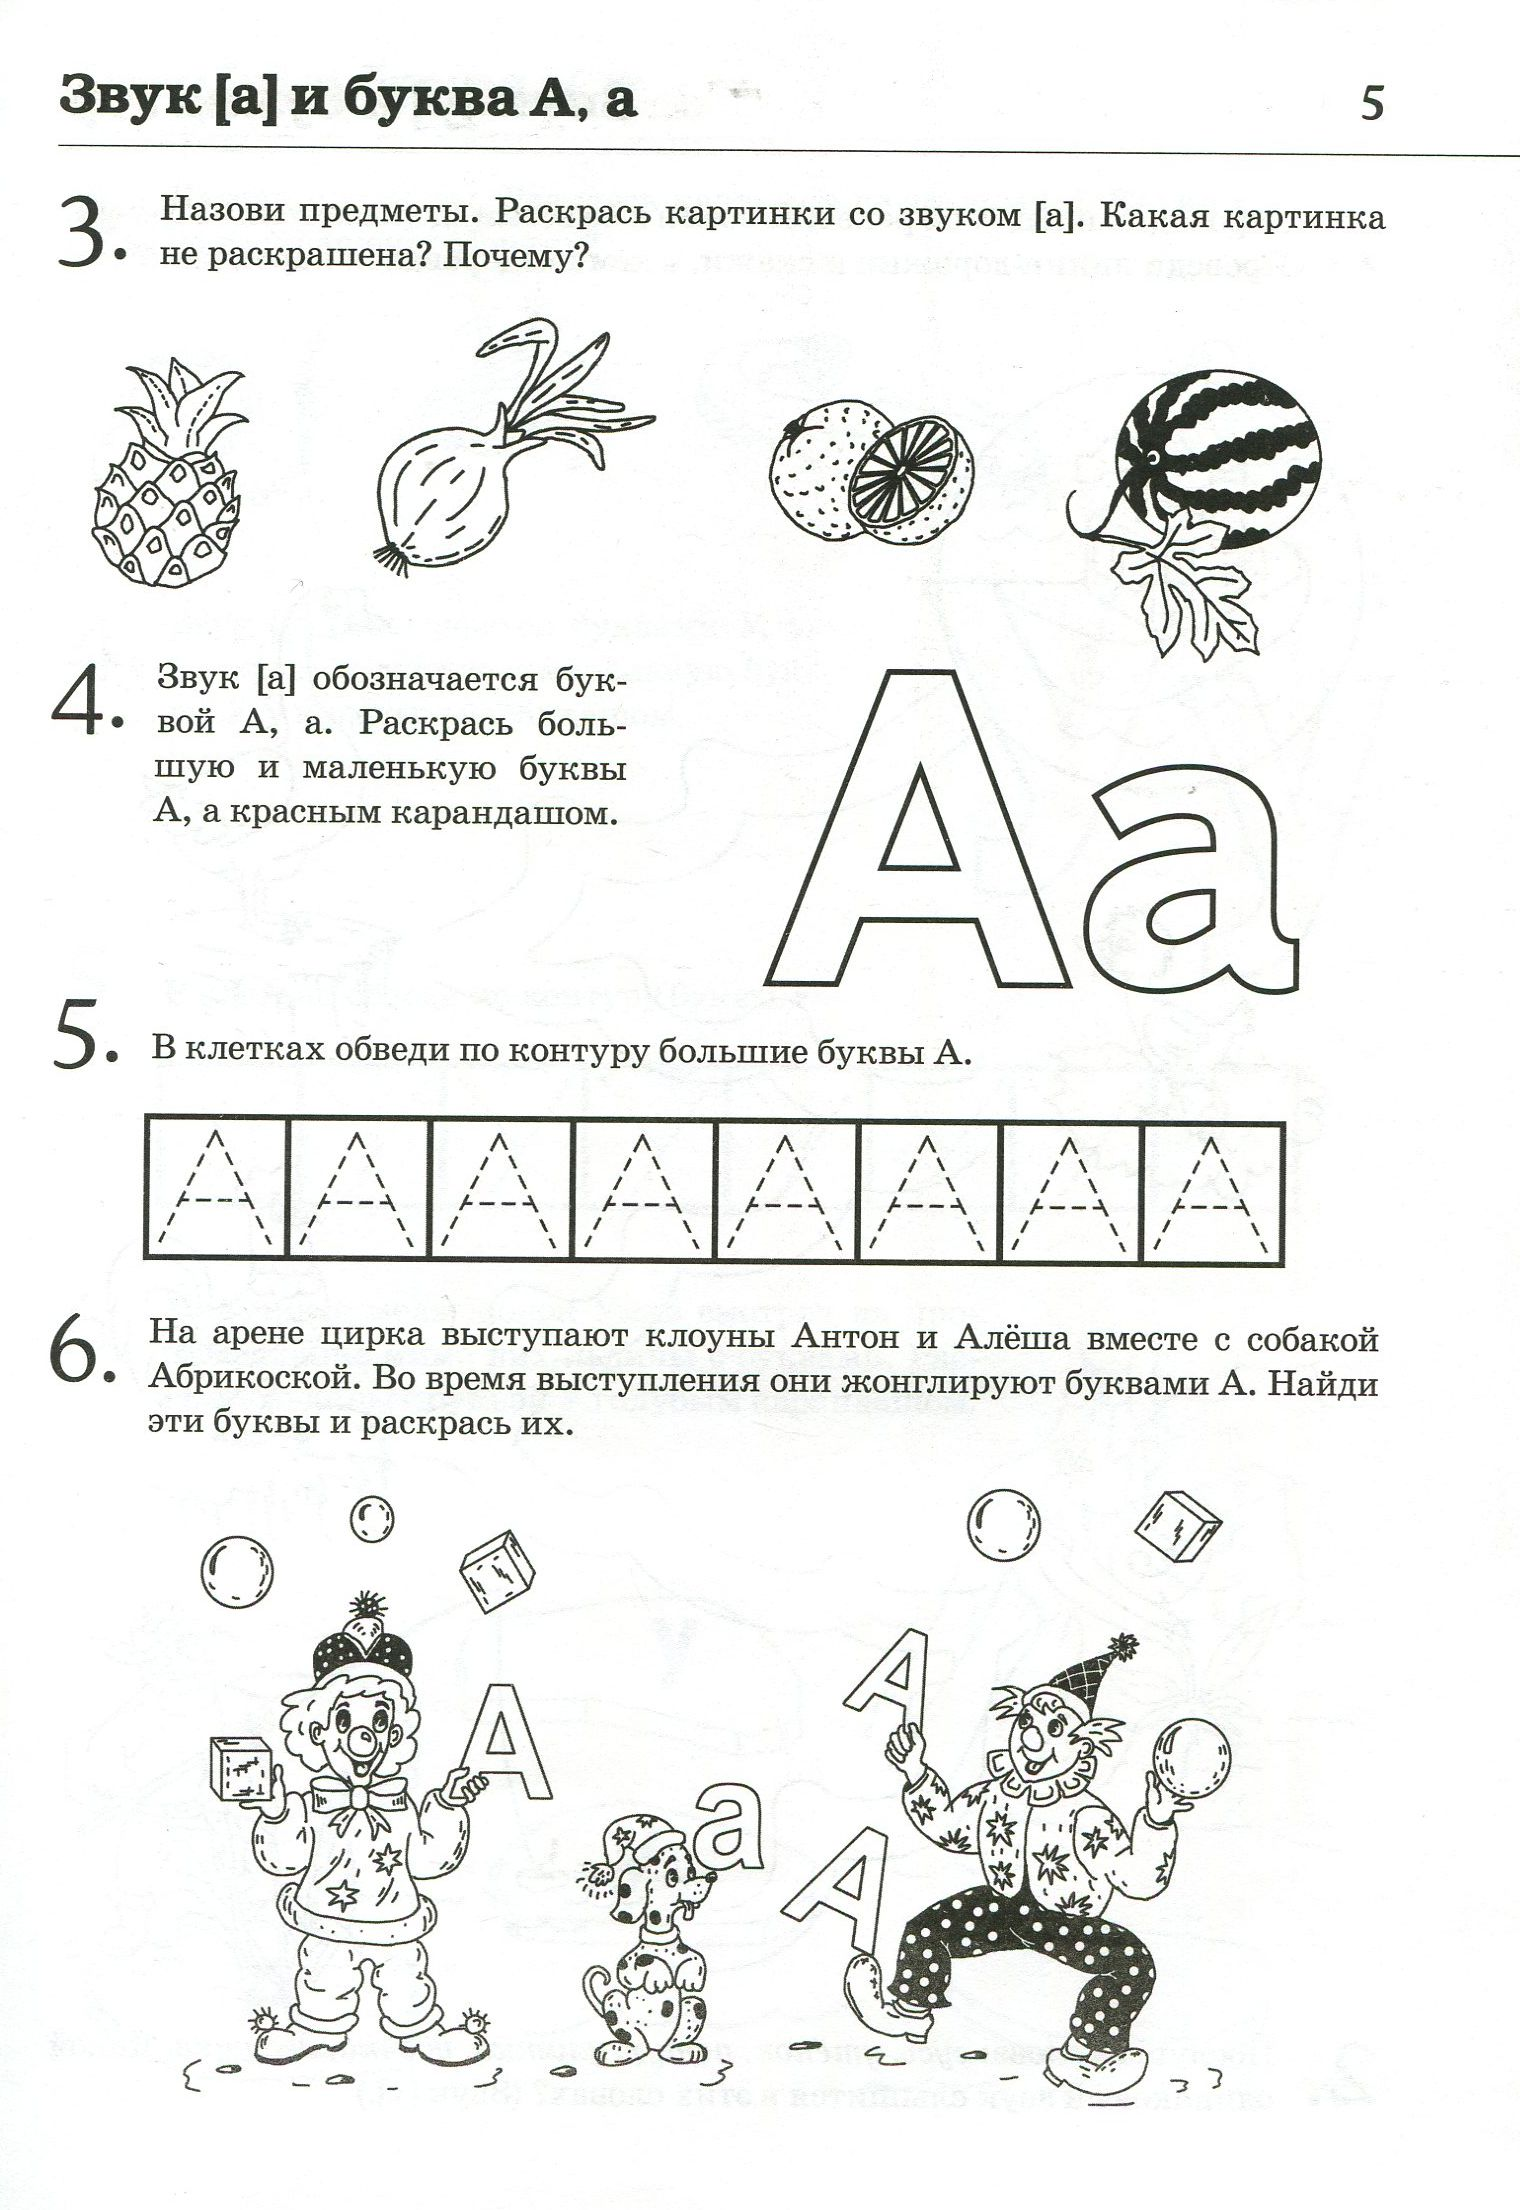 Звук [а] и буква А, а
5
3. Назови предметы. Раскрась картинки со звуком [а]. Какая картинка
не раскрашена? Почему?
4. Звук [а] обозначается бук-
вой А, а. Раскрась боль-
шую и маленькую буквы
А, а красным карандашом.
Аа
5. В клетках обведи по контуру большие буквы А.
А А А А А А А А
6. На арене цирка выступают клоуны Антон и Алёша вместе с собакой
Абрикоской. Во время выступления они жонглируют буквами А. Найди
эти буквы и раскрась их.
А
А
а
А